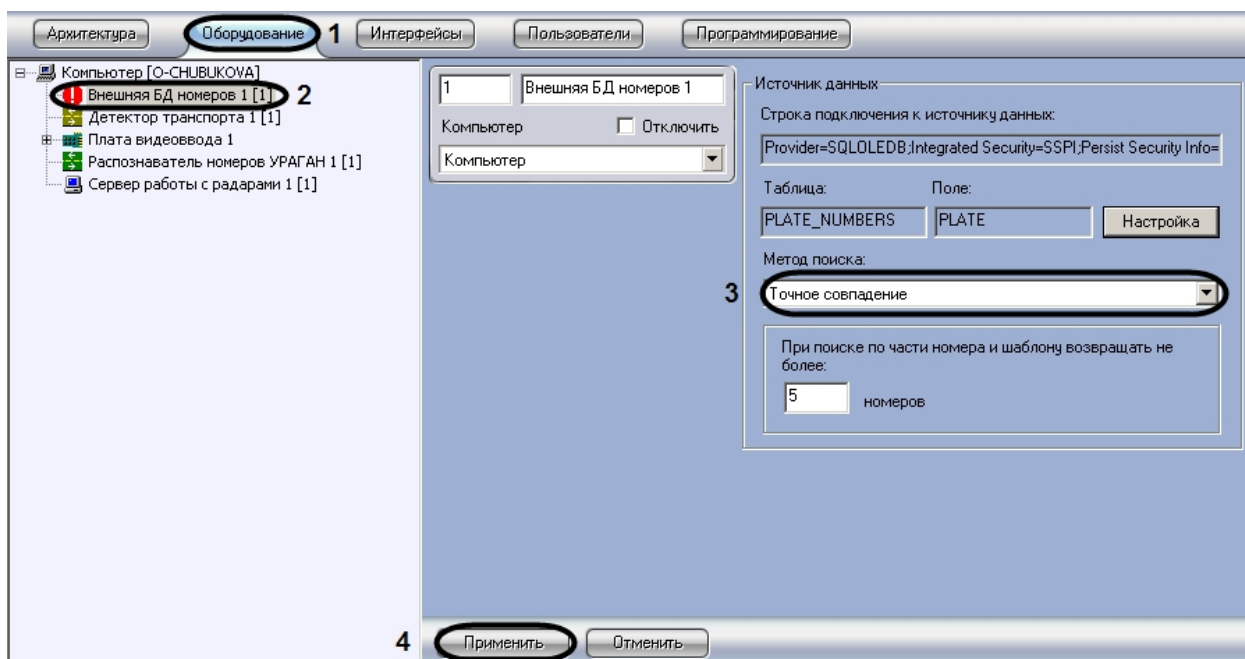 Архитектура Оборудование 1 Интерфейсы Пользователи Программирование
Компьютер [O-CHUBUKOVA]
Внешняя БД номеров 1 [1] 2
Детектор транспорта 1 [1]
Плата видеоввода 1
Распознаватель номеров УРАГАН 1 [1]
Сервер работы с радарами 1 [1]
1 Внешняя БД номеров 1
Компьютер Отключить
Компьютер
Источник данных
Строка подключения к источнику данных:
Provider=SQLOLEDB;Integrated Security=SSPI;Persist Security Info=
Таблица: Поле:
PLATE_NUMBERS PLATE Настройка
Метод поиска:
3 Точное совпадение
При поиске по части номера и шаблону возвращать не
более:
5 номеров
4 Применить Отменить